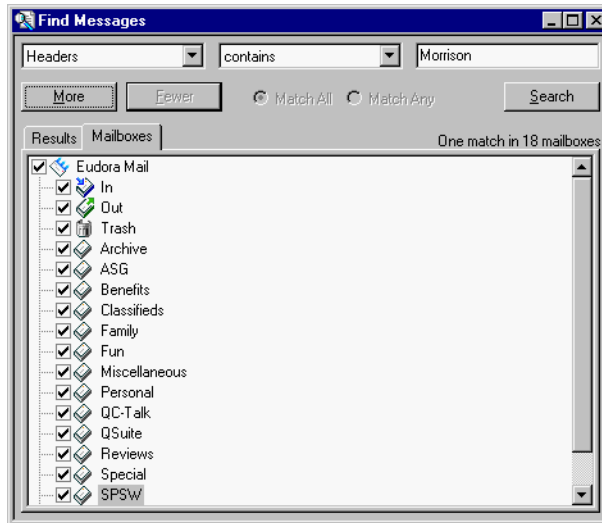 Find Messages
Headers contains Morrison
More Fewer Match All Match Any Search
Results Mailboxes One match in 18 mailboxes
Eudora Mail
In
Out
Trash
Archive
ASG
Benefits
Classifieds
Family
Fun
Miscellaneous
Personal
QC-Talk
QSuite
Reviews
Special
SPSW